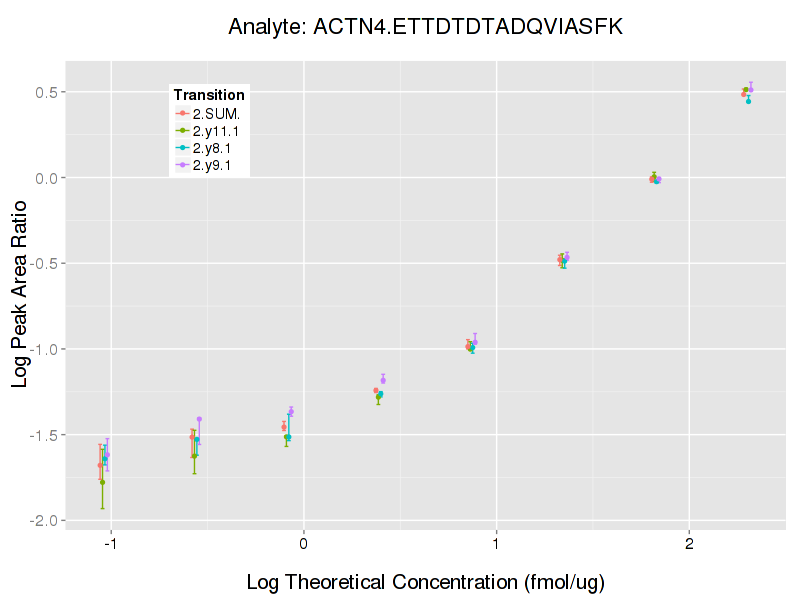 Analyte: ACTN4.ETTDTDTADQVIASFK
Transition
2.SUM.
2.y11.1
2.y8.1
2.y9.1
Log Peak Area Ratio
0.5
0.0
-0.5
-1.0
-1.5
-2.0
-1 0 1 2
Log Theoretical Concentration (fmol/ug)